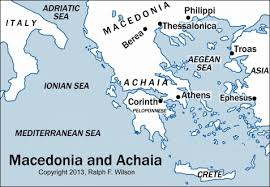 ADRIATIC
SEA
MACEDONIA
Philippi
ITALY
Thessalonica
Berea
Troas
AEGEAN
SEA
ASIA
IONIAN SEA
ACHAIA
Athens
Corinth
Ephesus
PELOPONNESE
MEDITERRANEAN SEA
Macedonia and Achaia
Copyright 2013, Ralph F. Wilson
CRETE